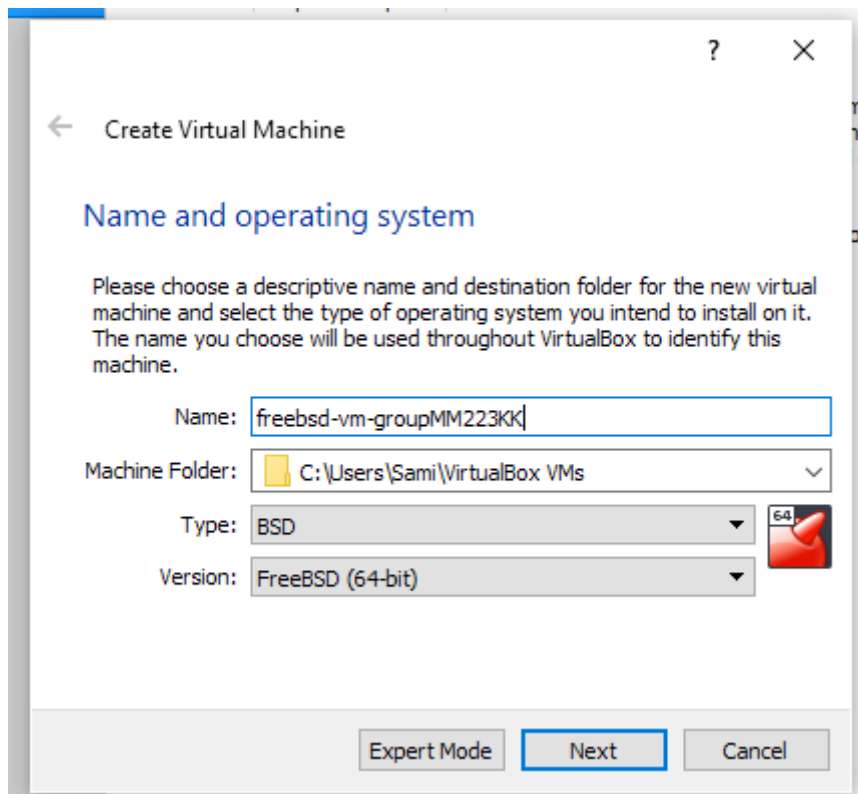 ?
Create Virtual Machine
Name and operating system
Please choose a descriptive name and destination folder for the new virtual
machine and select the type of operating system you intend to install on it.
The name you choose will be used throughout VirtualBox to identify this
machine.
Name: freebsd-vm-groupMM223KK
Machine Folder: C:\Users\Sami\VirtualBox VMs
Type: BSD
64
Version: FreeBSD (64-bit)
Expert Mode Next Cancel